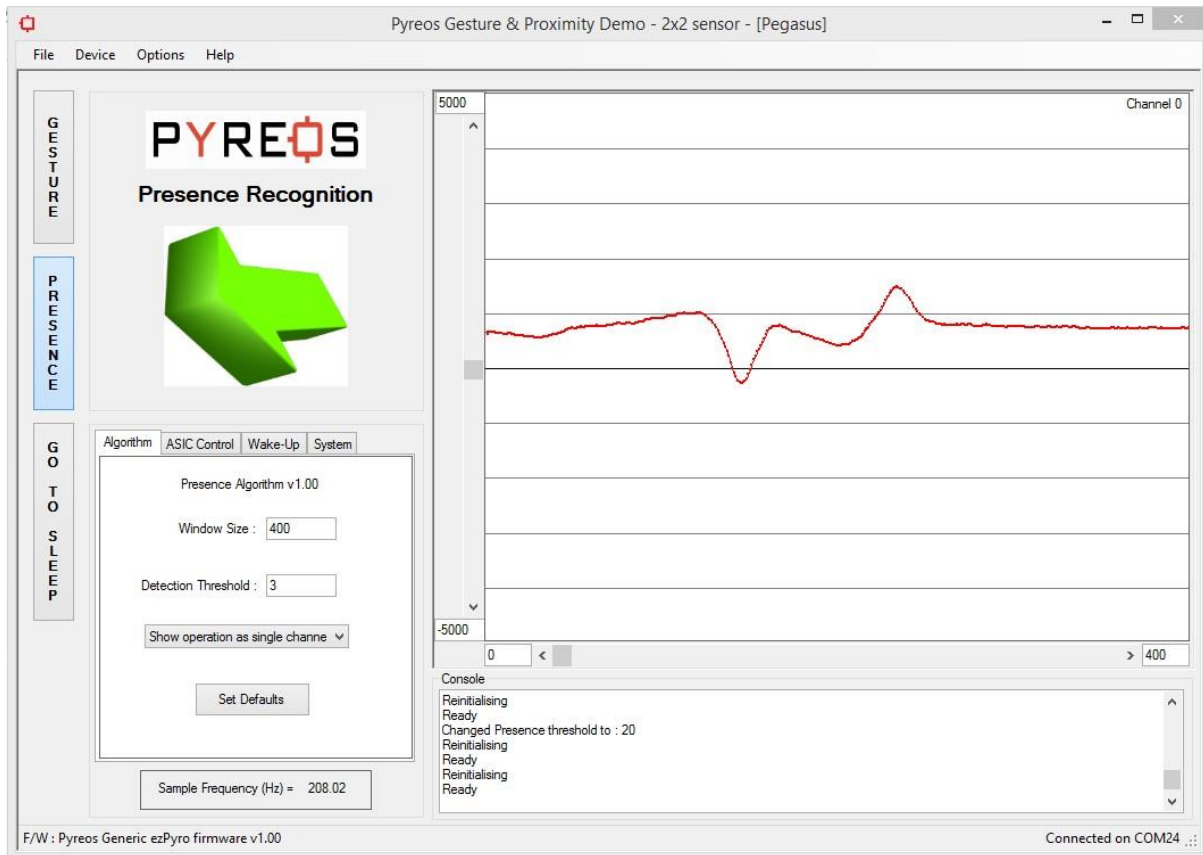 Pyreos Gesture & Proximity Demo - 2x2 sensor - [Pegasus]
File Device Options Help
GESTURE
PRESENCE
GO TO SLEEP
PYREOS
Presence Recognition
Algorithm ASIC Control Wake-Up System
Presence Algorithm v1.00
Window Size : 400
Detection Threshold : 3
Show operation as single channe
Set Defaults
Sample Frequency (Hz) = 208.02
5000
Channel 0
-5000
0 < > 400
Console
Reinitialising
Ready
Changed Presence threshold to : 20
Reinitialising
Ready
Reinitialising
Ready
F/W : Pyreos Generic ezPyro firmware v1.00
Connected on COM24